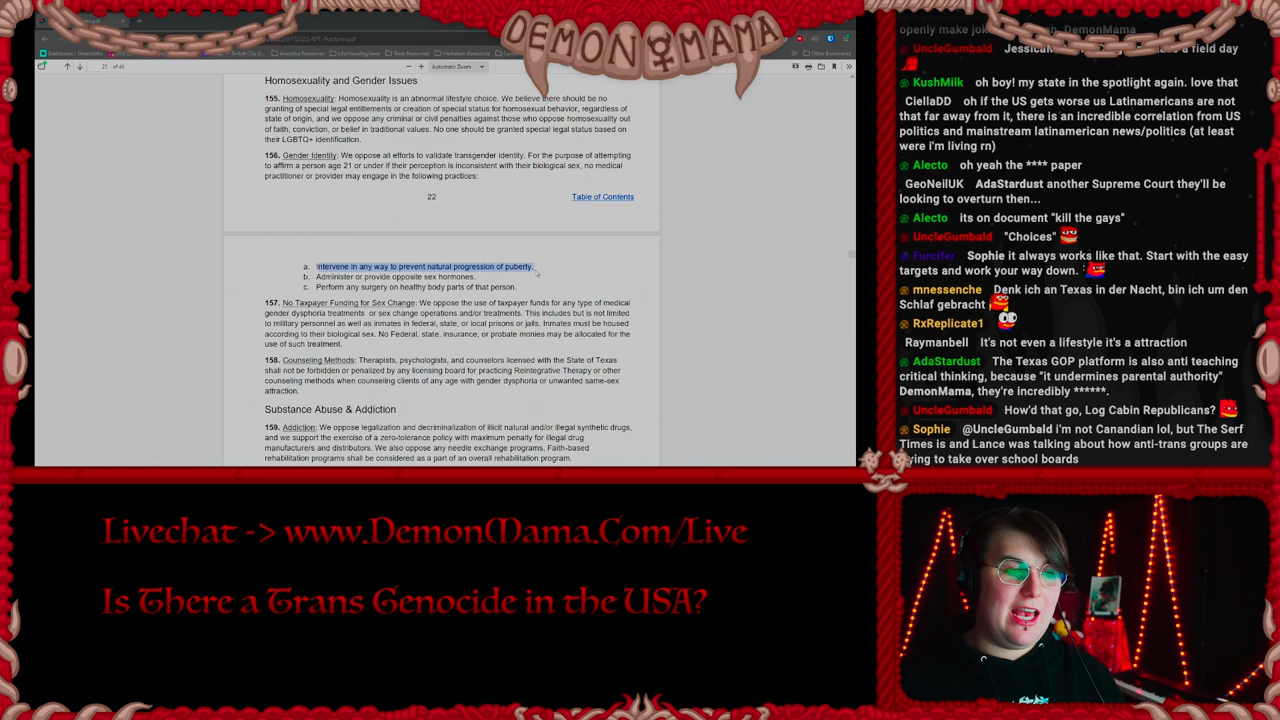 DEMON MAMA
01/2022-RPT-Platform.pdf
Other Bookmarks
21 of 40
Automatic Zoom
Homosexuality and Gender Issues
155. Homosexuality: Homosexuality is an abnormal lifestyle choice. We believe there should be no
granting of special legal entitlements or creation of special status for homosexual behavior, regardless
of state of origin, and we oppose any criminal or civil penalties against those who oppose homosexuality out
of faith, conviction, or belief in traditional values. No one should be granted special legal status based on
their LGBTQ+ identification.
156. Gender Identity: We oppose all efforts to validate transgender identity. For the purpose of attempting
to affirm a person age 21 or under if their perception is inconsistent with their biological sex, no medical
practitioner or provider may engage in the following practices:
22
Table of Contents
a. Intervene in any way to prevent natural progression of puberty.
b. Administer or provide opposite sex hormones.
c. Perform any surgery on healthy body parts of that person.
157. No Taxpayer Funding for Sex Change: We oppose the use of taxpayer funds for any type of medical
gender dysphoria treatments or sex change operations and/or treatments. This includes but is not limited
to military personnel as well as inmates in federal, state, or local prisons or jails. Inmates must be housed
according to their biological sex. No Federal, state, insurance, or probate monies may be allocated for the
use of such treatment.
158. Counseling Methods: Therapists, psychologists, and counselors licensed with the State of Texas
shall not be forbidden or penalized by any licensing board for practicing Reintegrative Therapy or other
counseling methods when counseling clients of any age with gender dysphoria or unwanted same-sex
attraction.
Substance Abuse & Addiction
159. Addiction: We oppose legalization and decriminalization of illicit natural and/or illegal synthetic drugs,
and we support the exercise of a zero-tolerance policy with maximum penalty for illegal drug
manufacturers and distributors. We also oppose any needle exchange programs. Faith-based
rehabilitation programs shall be considered as a part of an overall rehabilitation program.
Livechat -> www.DemonMama.Com/Live
Is There a Trans Genocide in the USA?
openly make jok DemonMama
UncleGumbald Jessica a field
day
KushMilk oh boy! my state in the spotlight again. love that
CiellaDD oh if the US gets worse us Latinamericans are not
that far away from it, there is an incredible correlation from US
politics and mainstream latinamerican news/politics (at least
were i'm living rn)
Alecto oh yeah the **** paper
GeoNeilUK AdaStardust another Supreme Court they'll be
looking to overturn then...
Alecto its on document "kill the gays"
UncleGumbald "Choices"
Furcifer Sophie it always works like that. Start with the easy
targets and work your way down.
mnessenche Denk ich an Texas in der Nacht, bin ich um den
Schlaf gebracht
RxReplicate1
Raymanbell It's not even a lifestyle it's a attraction
AdaStardust The Texas GOP platform is also anti teaching
critical thinking, because "it undermines parental authority"
DemonMama, they're incredibly ******.
UncleGumbald How'd that go, Log Cabin Republicans?
Sophie @UncleGumbald i'm not Canandian lol, but The Serf
Times is and Lance was talking about how anti-trans groups are
trying to take over school boards